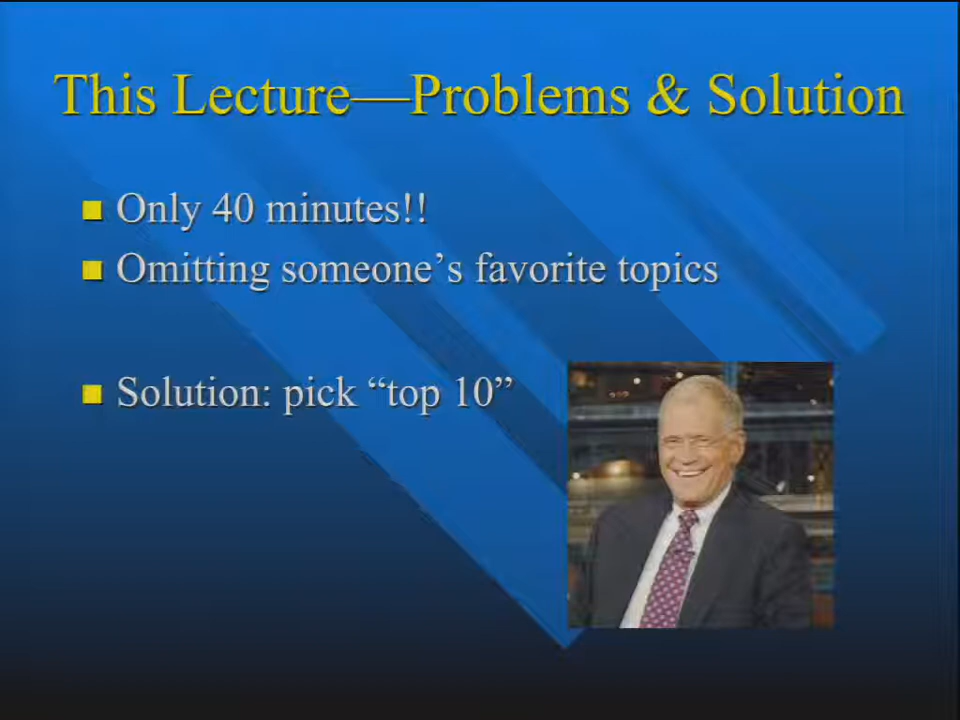 This Lecture—Problems & Solution
Only 40 minutes!!
Omitting someone’s favorite topics
Solution: pick “top 10”